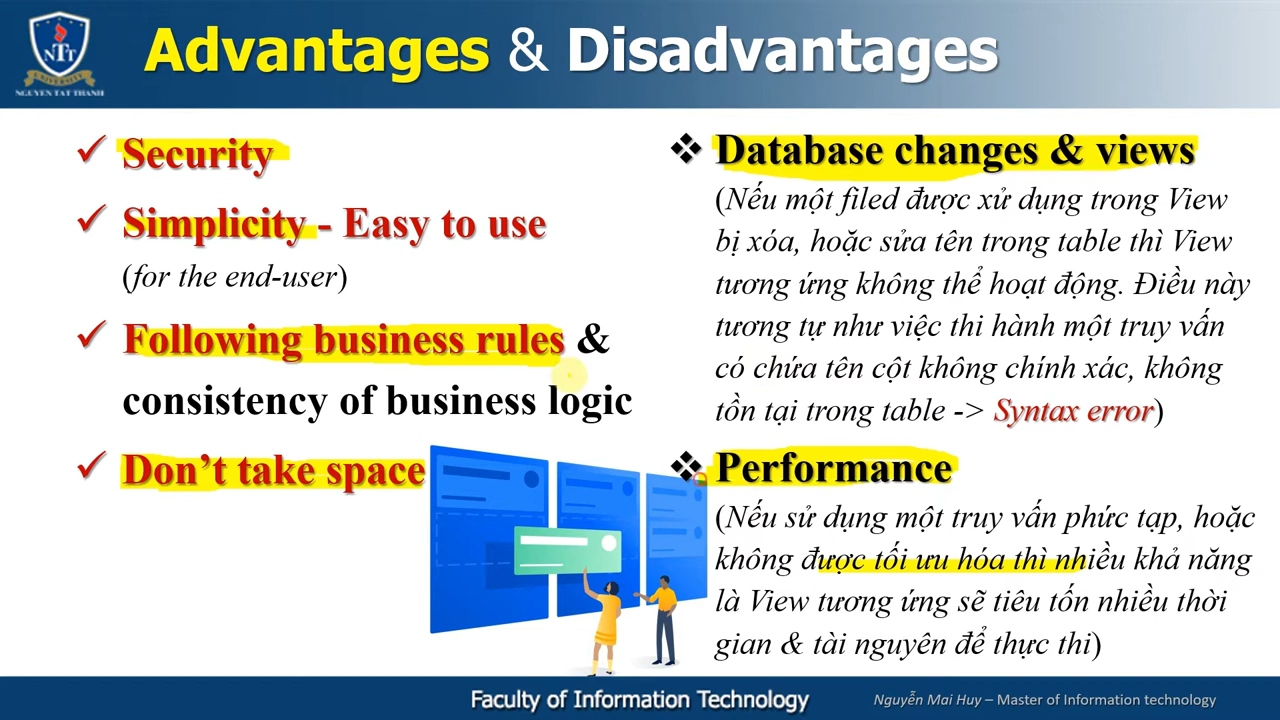 NTT
UNIVERSITY
NGUYEN TAT THANH
Advantages & Disadvantages
✓ Security
✓ Simplicity - Easy to use
(for the end-user)
✓ Following business rules &
consistency of business logic
✓ Don’t take space
❖ Database changes & views
(Nếu một filed được xử dụng trong View
bị xóa, hoặc sửa tên trong table thì View
tương ứng không thể hoạt động. Điều này
tương tự như việc thi hành một truy vấn
có chứa tên cột không chính xác, không
tồn tại trong table -> Syntax error)
❖ Performance
(Nếu sử dụng một truy vấn phức tạp, hoặc
không được tối ưu hóa thì nhiều khả năng
là View tương ứng sẽ tiêu tốn nhiều thời
gian & tài nguyên để thực thi)
Faculty of Information Technology
Nguyễn Mai Huy – Master of Information technology